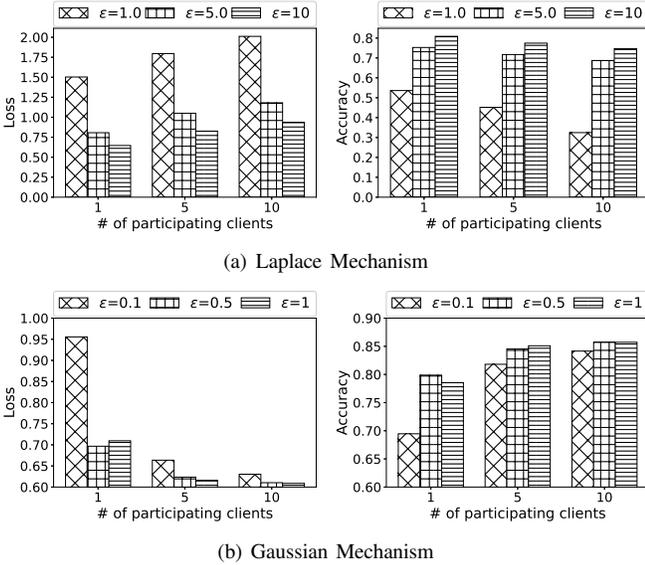 ε=1.0 ε=5.0 ε=10
2.00
1.75
1.50
1.25
1.00
0.75
0.50
0.25
0.00
Loss
1 5 10
# of participating clients
ε=1.0 ε=5.0 ε=10
0.8
0.7
0.6
0.5
0.4
0.3
0.2
0.1
0.0
Accuracy
1 5 10
# of participating clients
(a) Laplace Mechanism
ε=0.1 ε=0.5 ε=1
1.00
0.95
0.90
0.85
0.80
0.75
0.70
0.65
0.60
Loss
1 5 10
# of participating clients
ε=0.1 ε=0.5 ε=1
0.90
0.85
0.80
0.75
0.70
0.65
0.60
Accuracy
1 5 10
# of participating clients
(b) Gaussian Mechanism